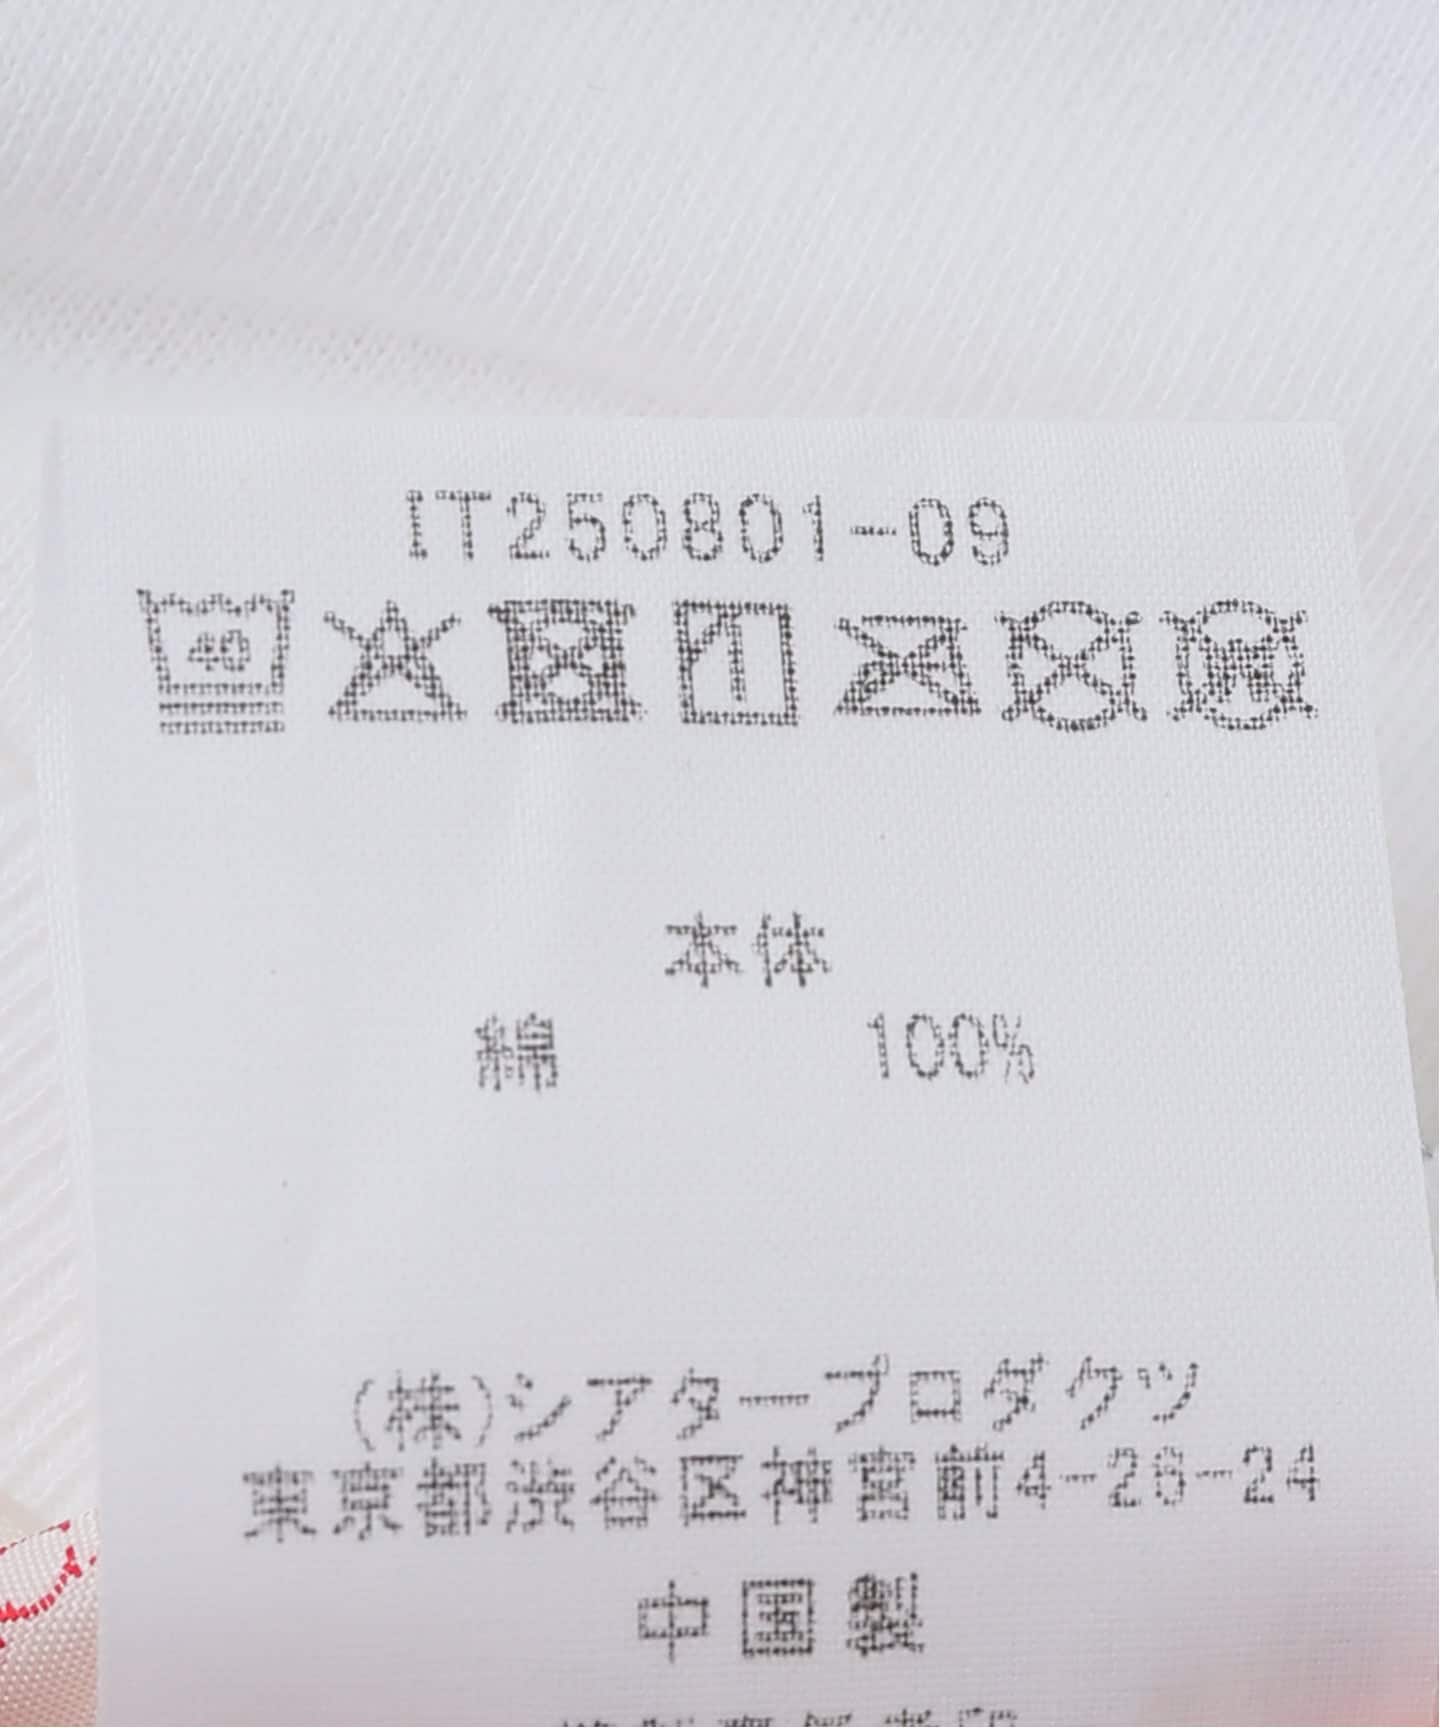 IT250801-09
40
W
本体
綿 100%
(株)シアタープロダクツ
東京都渋谷区神宮前4-26-24
中国製